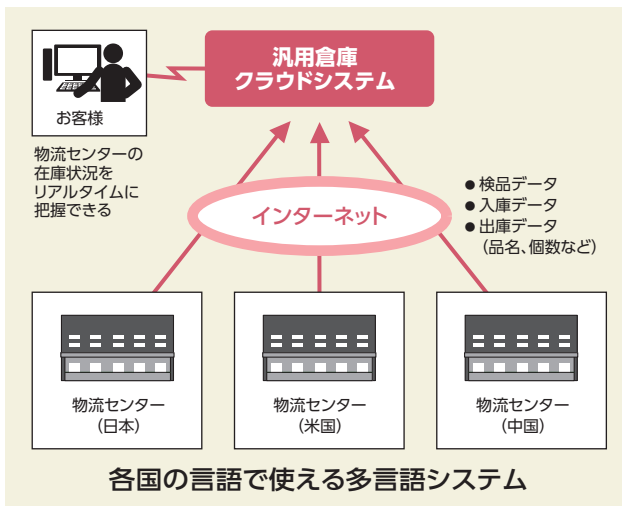 汎用倉庫
クラウドシステム
お客様
物流センターの
在庫状況を
リアルタイムに
把握できる
インターネット
●検品データ
●入庫データ
●出庫データ
（品名、個数など）
物流センター
（日本）
物流センター
（米国）
物流センター
（中国）
各国の言語で使える多言語システム